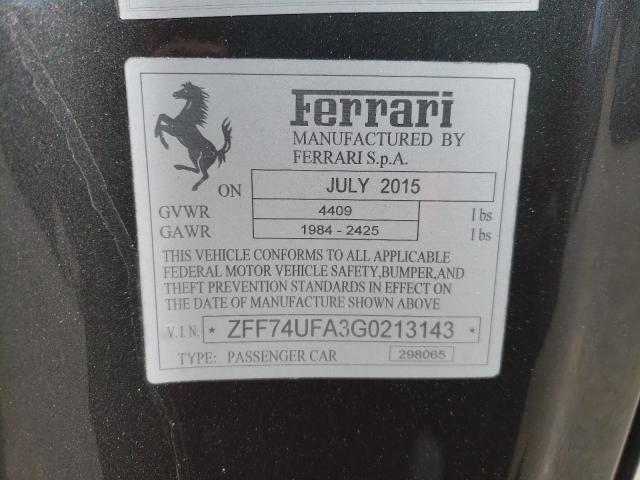 Ferrari
MANUFACTURED BY
FERRARI S.p.A.
ON JULY 2015
GVWR 4409 lbs
GAWR 1984 - 2425 lbs
THIS VEHICLE CONFORMS TO ALL APPLICABLE
FEDERAL MOTOR VEHICLE SAFETY,BUMPER,AND
THEFT PREVENTION STANDARDS IN EFFECT ON
THE DATE OF MANUFACTURE SHOWN ABOVE
V.I.N. * ZFF74UFA3G0213143 *
TYPE: PASSENGER CAR 298065